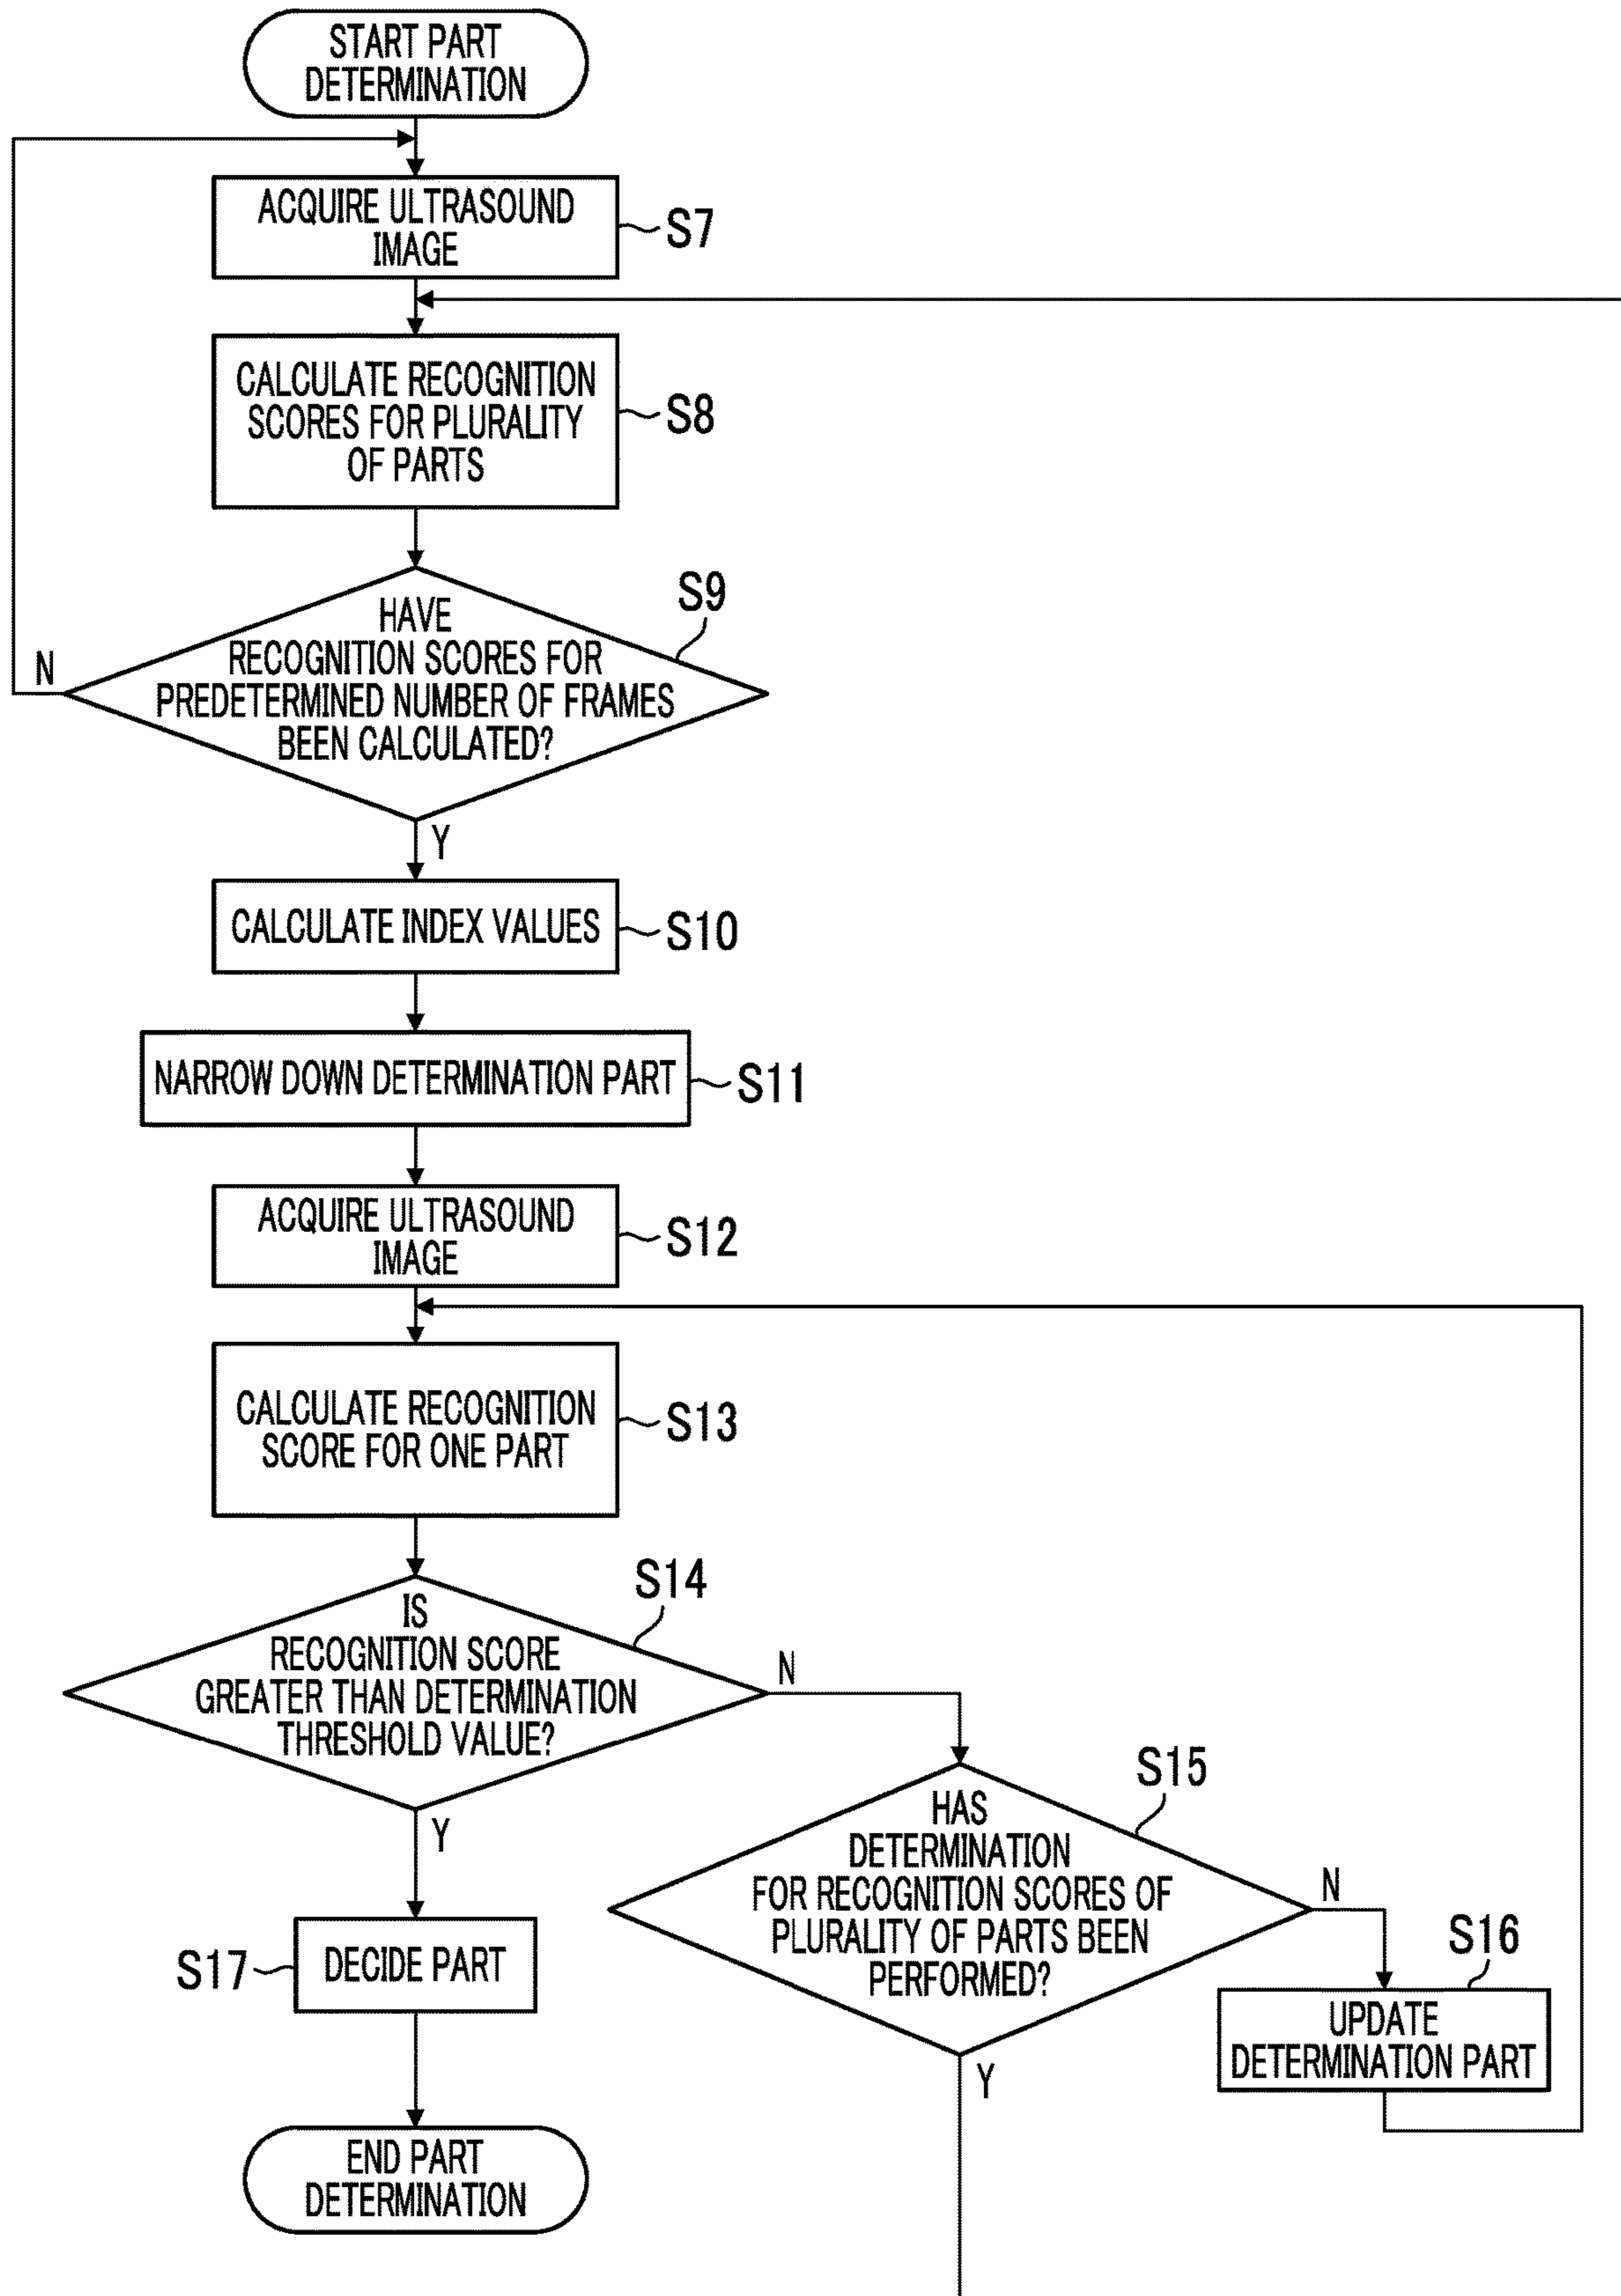 START PART
DETERMINATION
ACQUIRE ULTRASOUND
IMAGE
S7
CALCULATE RECOGNITION
SCORES FOR PLURALITY
OF PARTS
S8
S9
HAVE
RECOGNITION SCORES FOR
PREDETERMINED NUMBER OF FRAMES
BEEN CALCULATED?
N
Y
CALCULATE INDEX VALUES
S10
NARROW DOWN DETERMINATION PART
S11
ACQUIRE ULTRASOUND
IMAGE
S12
CALCULATE RECOGNITION
SCORE FOR ONE PART
S13
S14
IS
RECOGNITION SCORE
GREATER THAN DETERMINATION
THRESHOLD VALUE?
N
Y
S15
HAS
DETERMINATION
FOR RECOGNITION SCORES OF
PLURALITY OF PARTS BEEN
PERFORMED?
N
Y
S16
UPDATE
DETERMINATION PART
S17
DECIDE PART
END PART
DETERMINATION